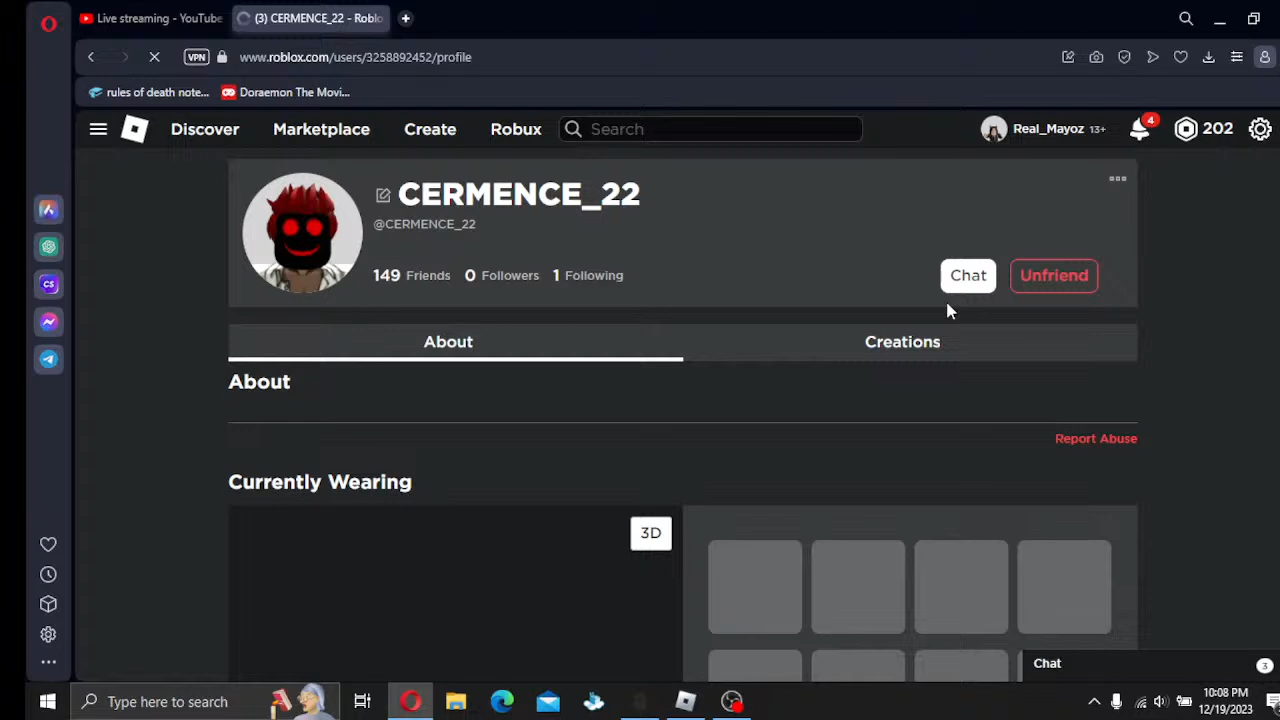 Live streaming - YouTube
(3) CERMENCE_22 - Roblo
VPN
www.roblox.com/users/3258892452/profile
rules of death note...
Doraemon The Movi...
Discover
Marketplace
Create
Robux
Search
Real_Mayoz 13+
4
202
CERMENCE_22
@CERMENCE_22
149 Friends 0 Followers 1 Following
Chat
Unfriend
About
Creations
About
Report Abuse
Currently Wearing
3D
CS
Chat
3
Type here to search
10:08 PM
12/19/2023